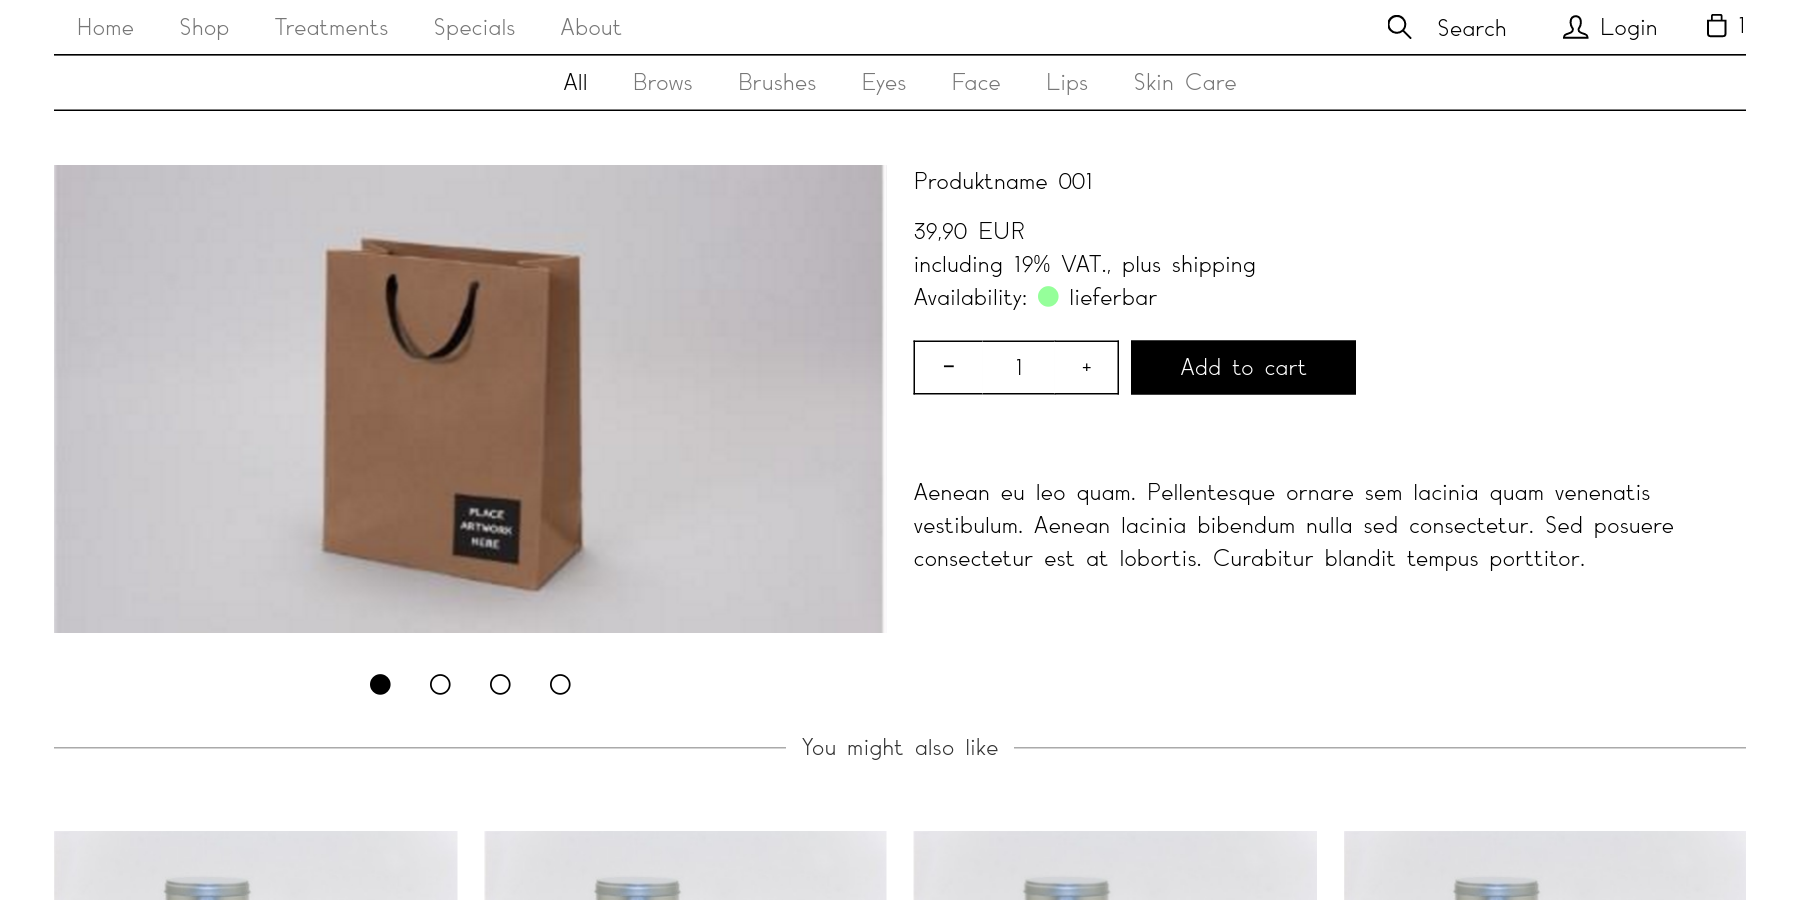 Home Shop Treatments Specials About Search Login 1
All Brows Brushes Eyes Face Lips Skin Care
Produktname 001
39,90 EUR
including 19% VAT., plus shipping
Availability: lieferbar
- 1 + Add to cart
Aenean eu leo quam. Pellentesque ornare sem lacinia quam venenatis
vestibulum. Aenean lacinia bibendum nulla sed consectetur. Sed posuere
consectetur est at lobortis. Curabitur blandit tempus porttitor.
PLACE
ARTWORK
HERE
You might also like